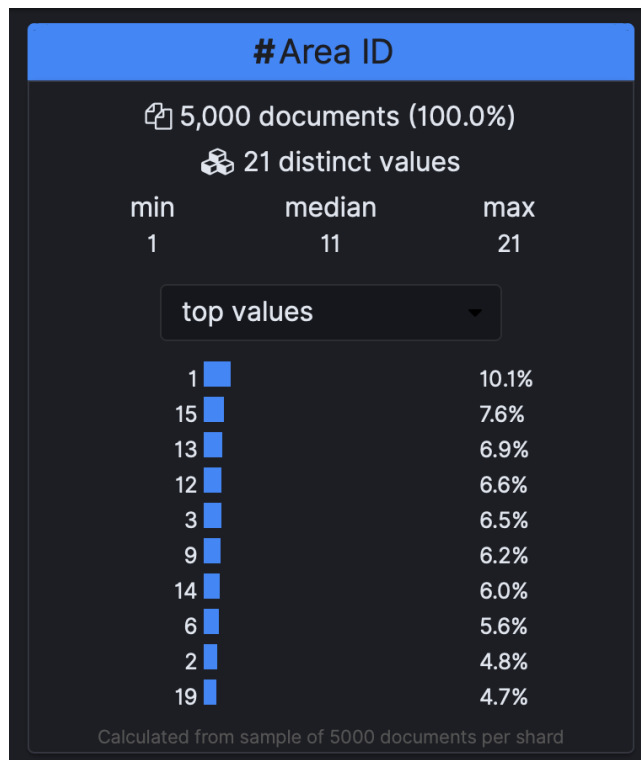 #Area ID
5,000 documents (100.0%)
21 distinct values
min median max
1 11 21
top values
1 10.1%
15 7.6%
13 6.9%
12 6.6%
3 6.5%
9 6.2%
14 6.0%
6 5.6%
2 4.8%
19 4.7%
Calculated from sample of 5000 documents per shard